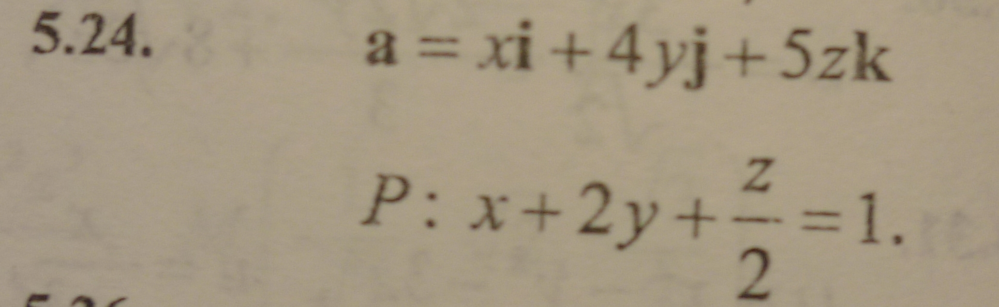 5.24. a = xi + 4yj + 5zk
P: x + 2y + z/2 = 1.